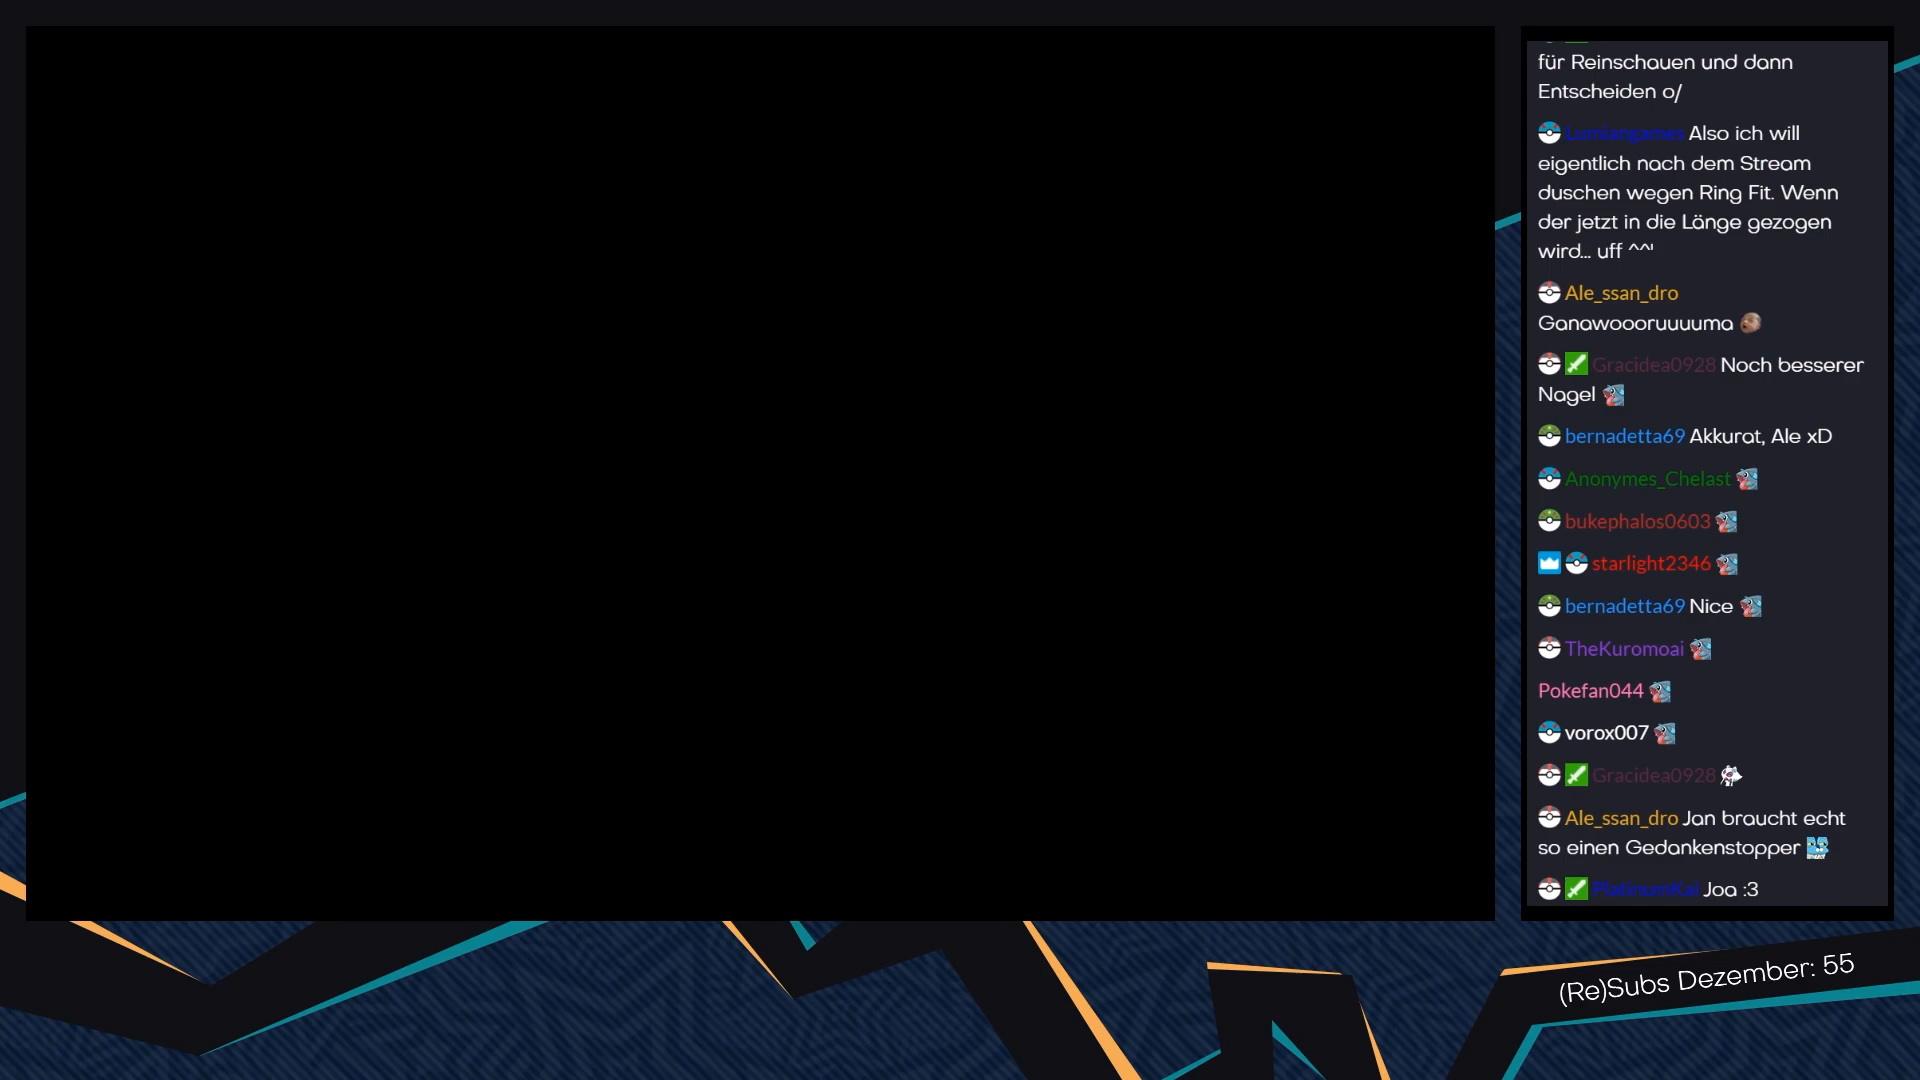 für Reinschauen und dann
Entscheiden o/
Lumiangames Also ich will
eigentlich nach dem Stream
duschen wegen Ring Fit. Wenn
der jetzt in die Länge gezogen
wird... uff ^^'
Ale_ssan_dro
Ganawoooruuuuma
Gracidea0928 Noch besserer
Nagel
bernadetta69 Akkurat, Ale xD
Anonymes_Chelast
bukephalos0603
starlight2346
bernadetta69 Nice
TheKuromoai
Pokefan044
vorox007
Gracidea0928
Ale_ssan_dro Jan braucht echt
so einen Gedankenstopper
PlatinumKai Joa :3
(Re)Subs Dezember: 55